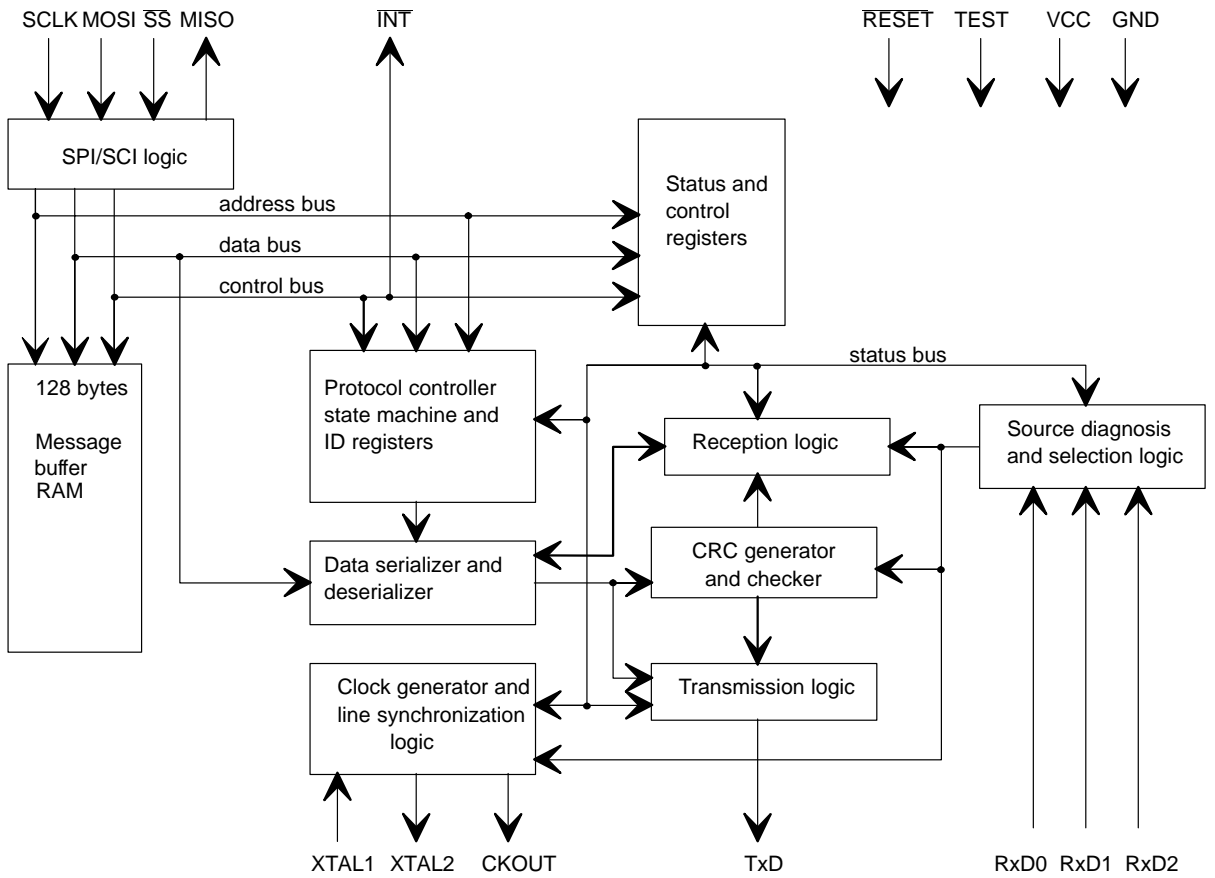 SCLK MOSI SS MISO INT RESET TEST VCC GND
SPI/SCI logic
Status and
control
registers
address bus
data bus
control bus
status bus
128 bytes
Message
buffer
RAM
Protocol controller
state machine and
ID registers
Reception logic
Source diagnosis
and selection logic
Data serializer and
deserializer
CRC generator
and checker
Clock generator and
line synchronization
logic
Transmission logic
XTAL1 XTAL2 CKOUT TxD RxD0 RxD1 RxD2